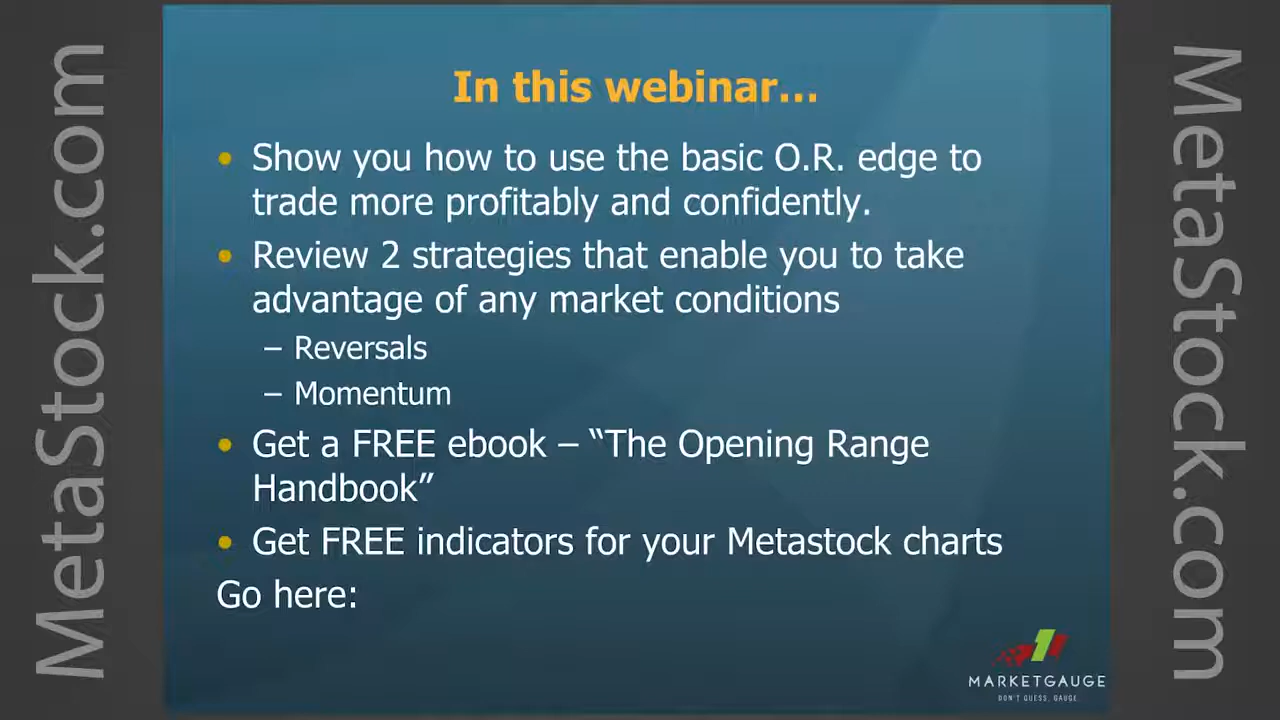 MetaStock.com
In this webinar...
• Show you how to use the basic O.R. edge to
trade more profitably and confidently.
• Review 2 strategies that enable you to take
advantage of any market conditions
– Reversals
– Momentum
• Get a FREE ebook – “The Opening Range
Handbook”
• Get FREE indicators for your Metastock charts
Go here:
MARKETGAUGE
DON'T GUESS, GAUGE
MetaStock.com